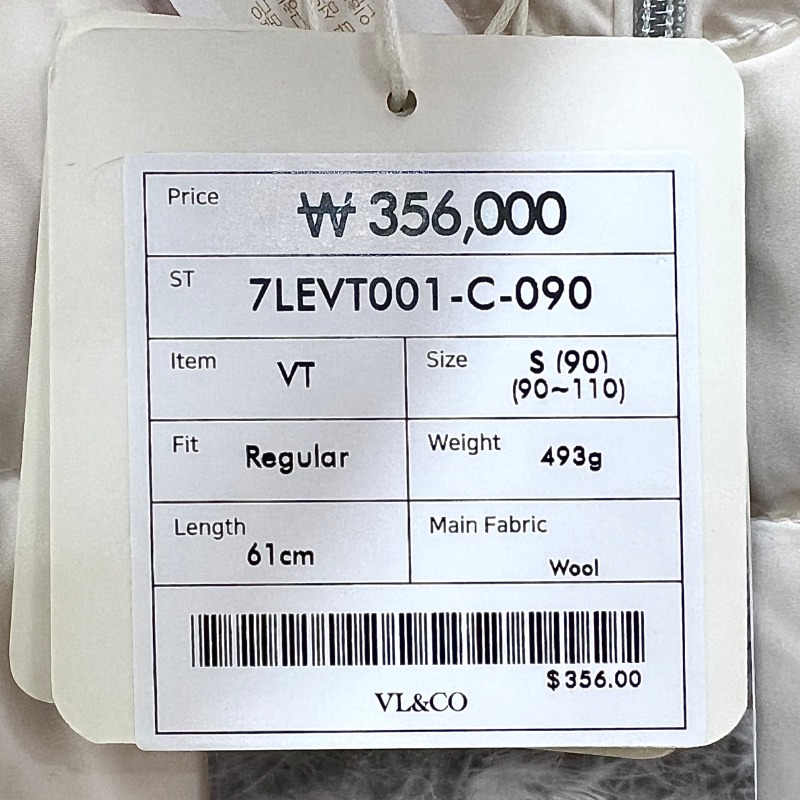 Price ₩ 356,000
ST 7LEVT001-C-090
Item VT
Size S (90)
(90~110)
Fit Regular
Weight 493g
Length 61cm
Main Fabric
Wool
$356.00
VL&CO